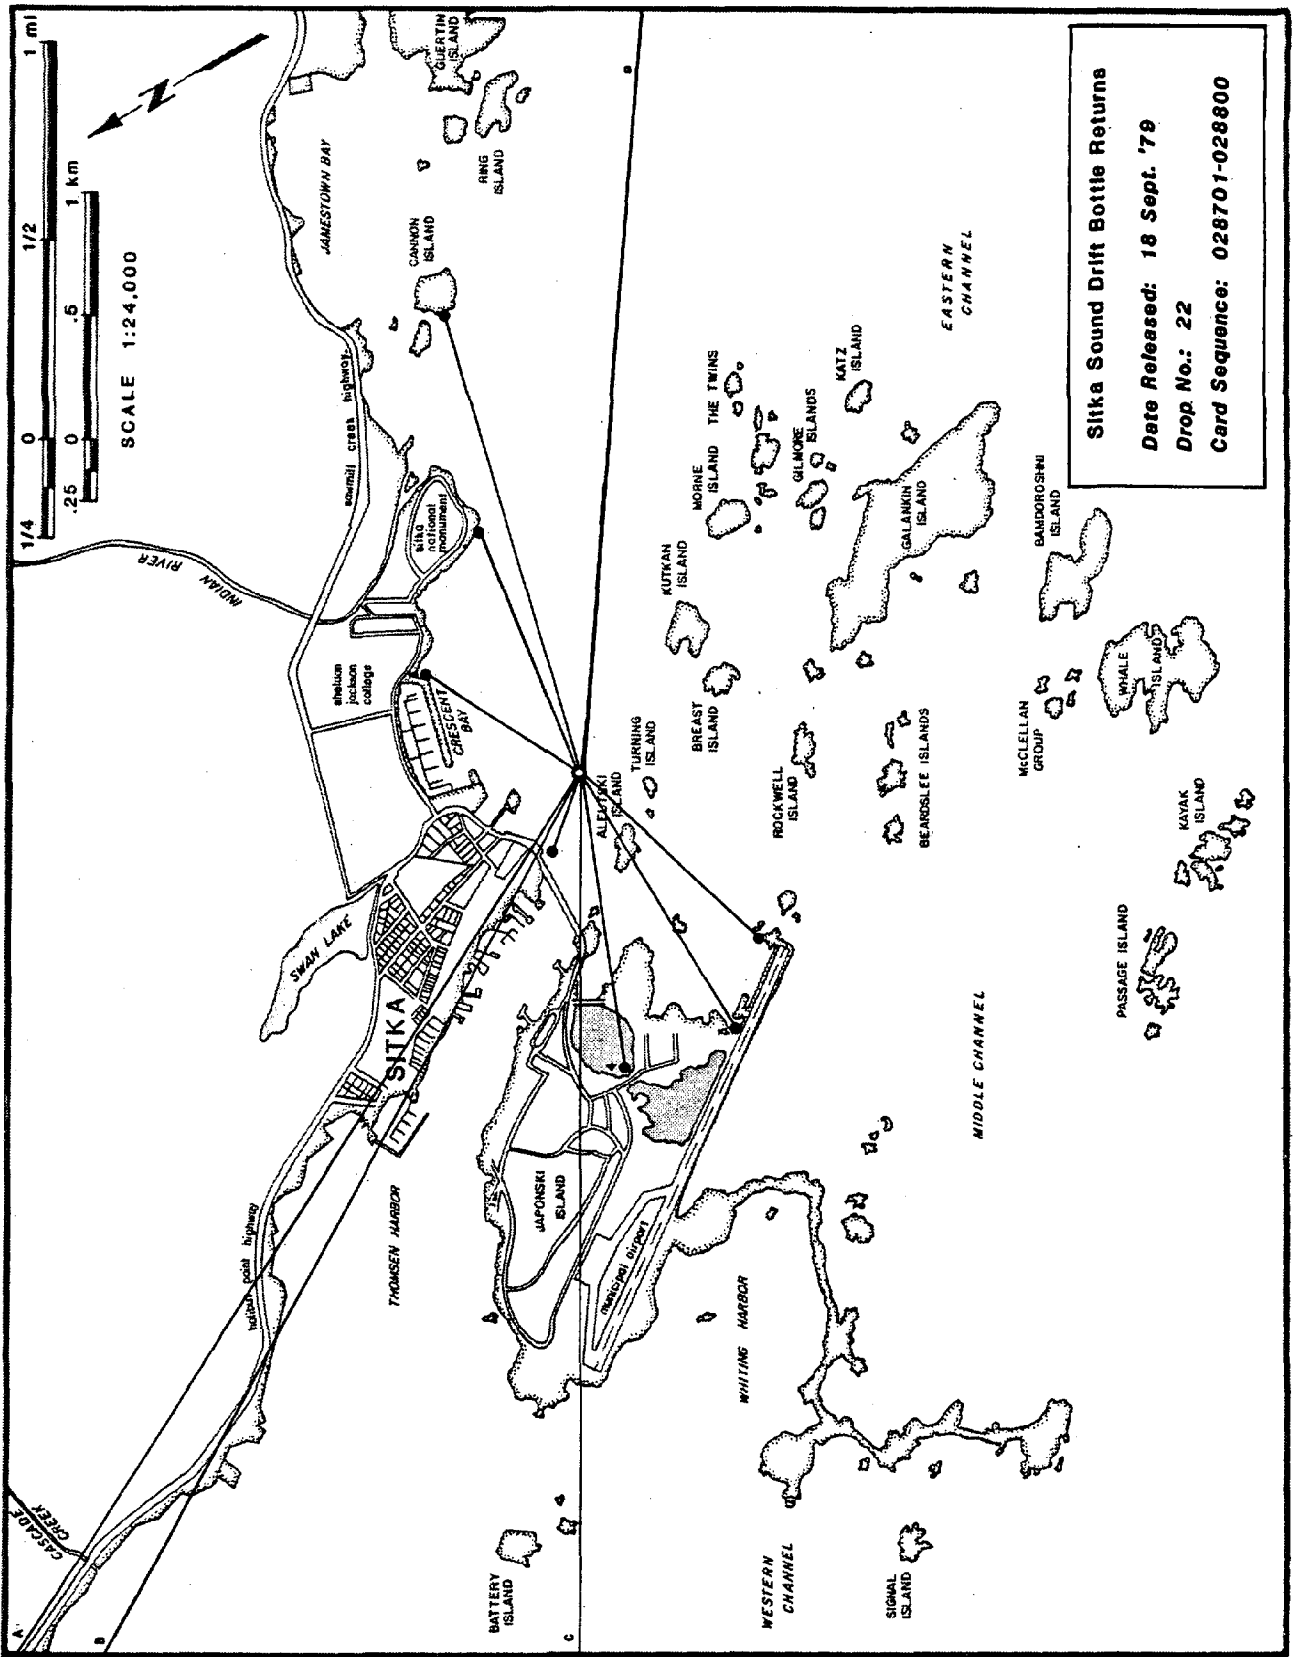 Sitka Sound Drift Bottle Returns
Date Released: 18 Sept. '79
Drop No.: 22
Card Sequence: 028701-028800
1/4
0
1/2
1 mi
.25
0
.5
1 km
SCALE 1:24,000
N
CASCADE
CREEK
A
B
C
halibut point highway
SWAN LAKE
SITKA
THOMSEN HARBOR
INDIAN RIVER
sheldon
jackson
college
CRESCENT
BAY
sitka
national
monument
sawmill creek highway
JAMESTOWN BAY
CANNON
ISLAND
RING
ISLAND
GUERTIN
ISLAND
BATTERY
ISLAND
JAPONSKI
ISLAND
municipal airport
4
ALEUTSKI
ISLAND
TURNING
ISLAND
BREAST
ISLAND
KUTKAN
ISLAND
MORNE
ISLAND
THE TWINS
GILMORE
ISLANDS
KATZ
ISLAND
EASTERN
CHANNEL
GALANKIN
ISLAND
ROCKWELL
ISLAND
BEARDSLEE ISLANDS
WHITING HARBOR
WESTERN
CHANNEL
SIGNAL
ISLAND
MIDDLE CHANNEL
McCLELLAN
GROUP
BAMDOROSHNI
ISLAND
WHALE
ISLAND
KAYAK
ISLAND
PASSAGE ISLAND